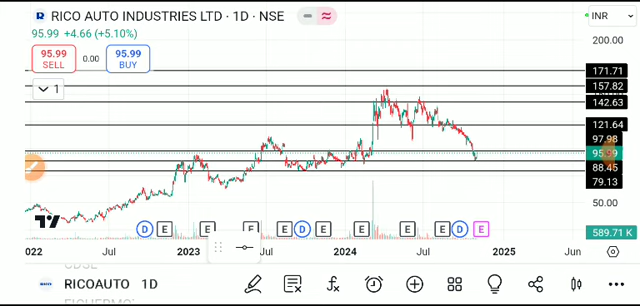 RICO AUTO INDUSTRIES LTD · 1D · NSE
INR
95.99 +4.66 (+5.10%)
95.99 SELL
0.00
95.99 BUY
1
200.00
171.71
157.82
142.63
121.64
97.98
95.99
88.45
79.13
50.00
589.71 K
D E E E E D E E E E D E
2022 Jul 2023 Jul 2024 Jul 2025 Jun
RICOAUTO 1D